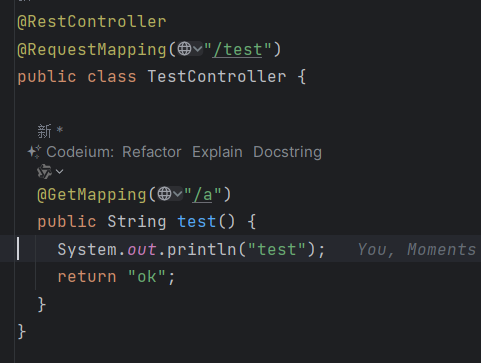 @RestController
@RequestMapping("/test")
public class TestController {
新 *
Codeium: Refactor Explain Docstring
@GetMapping("/a")
public String test() {
System.out.println("test"); You, Moments
return "ok";
}
}